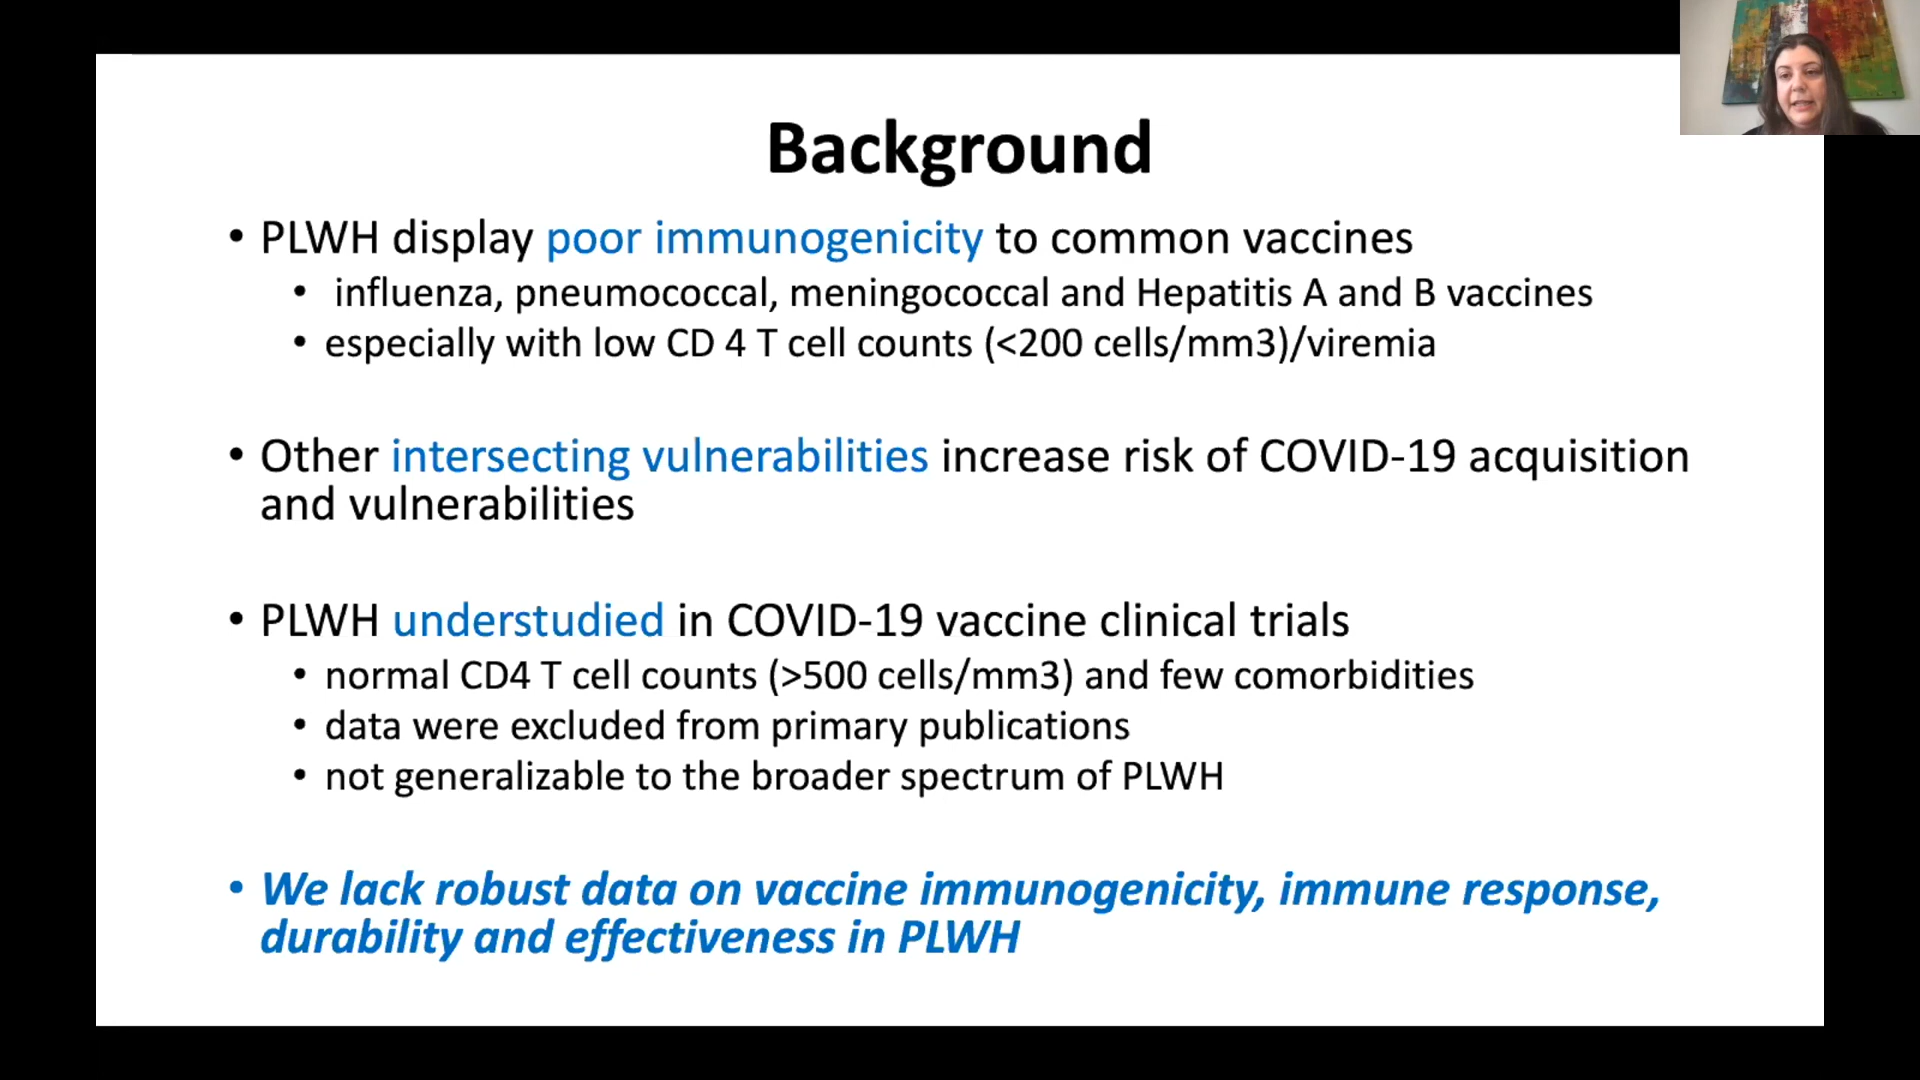 Background
• PLWH display poor immunogenicity to common vaccines
• influenza, pneumococcal, meningococcal and Hepatitis A and B vaccines
• especially with low CD 4 T cell counts (<200 cells/mm3)/viremia
• Other intersecting vulnerabilities increase risk of COVID-19 acquisition
and vulnerabilities
• PLWH understudied in COVID-19 vaccine clinical trials
• normal CD4 T cell counts (>500 cells/mm3) and few comorbidities
• data were excluded from primary publications
• not generalizable to the broader spectrum of PLWH
• We lack robust data on vaccine immunogenicity, immune response,
durability and effectiveness in PLWH